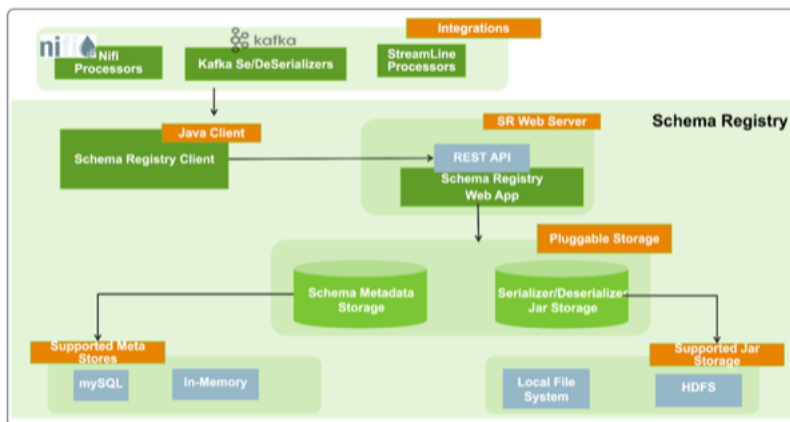 Integrations
nifi
kafka
Nifi
Processors
Kafka Se/DeSerializers
StreamLine
Processors
Schema Registry
Java Client
Schema Registry Client
SR Web Server
REST API
Schema Registry
Web App
Pluggable Storage
Schema Metadata
Storage
Serializer/Deserializer
Jar Storage
Supported Meta
Stores
mySQL
In-Memory
Supported Jar
Storage
Local File
System
HDFS